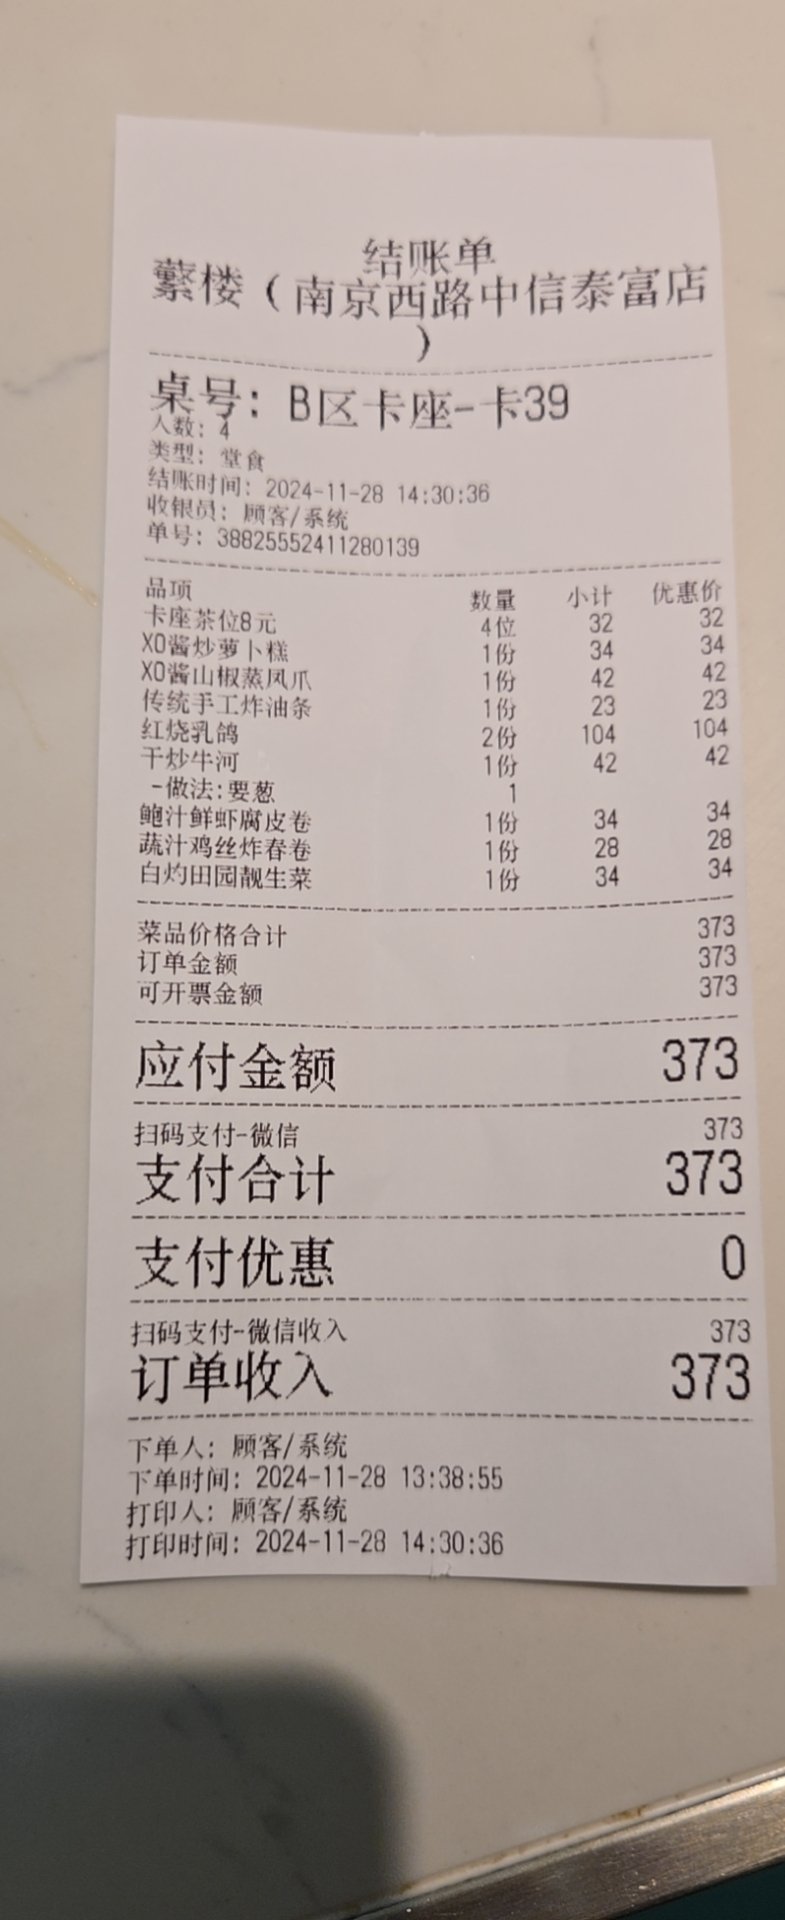 结账单
蘩楼（南京西路中信泰富店
）
桌号: B区卡座-卡39
人数: 4
类型: 堂食
结账时间: 2024-11-28 14:30:36
收银员: 顾客/系统
单号: 38825552411280139
品项 数量 小计 优惠价
卡座茶位8元 4位 32 32
XO酱炒萝卜糕 1份 34 34
XO酱山椒蒸凤爪 1份 42 42
传统手工炸油条 1份 23 23
红烧乳鸽 2份 104 104
干炒牛河 1份 42 42
-做法:要葱 1
鲍汁鲜虾腐皮卷 1份 34 34
蔬汁鸡丝炸春卷 1份 28 28
白灼田园靓生菜 1份 34 34
菜品价格合计 373
订单金额 373
可开票金额 373
应付金额 373
扫码支付-微信 373
支付合计 373
支付优惠 0
扫码支付-微信收入 373
订单收入 373
下单人: 顾客/系统
下单时间: 2024-11-28 13:38:55
打印人: 顾客/系统
打印时间: 2024-11-28 14:30:36